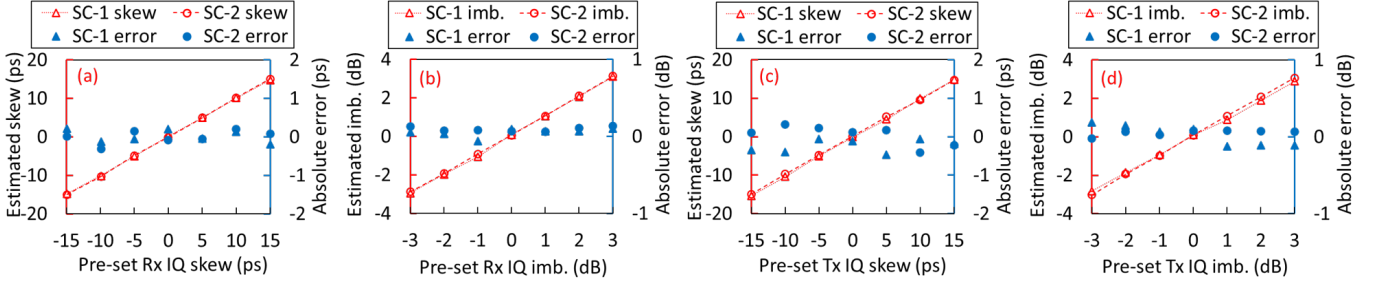 SC-1 skew SC-2 skew
SC-1 error SC-2 error
(a)
Estimated skew (ps)
20
10
0
-10
-20
2
1
0
-1
-2
Absolute error (ps)
-15 -10 -5 0 5 10 15
Pre-set Rx IQ skew (ps)
SC-1 imb. SC-2 imb.
SC-1 error SC-2 error
(b)
Estimated imb. (dB)
4
2
0
-2
-4
1
0
-1
Absolute error (dB)
-3 -2 -1 0 1 2 3
Pre-set Rx IQ imb. (dB)
SC-1 skew SC-2 skew
SC-1 error SC-2 error
(c)
Estimated skew (ps)
20
10
0
-10
-20
2
1
0
-1
-2
Absolute error (ps)
-15 -10 -5 0 5 10 15
Pre-set Tx IQ skew (ps)
SC-1 imb. SC-2 imb.
SC-1 error SC-2 error
(d)
Estimated imb. (dB)
4
2
0
-2
-4
1
0
-1
Absolute error (dB)
-3 -2 -1 0 1 2 3
Pre-set Tx IQ imb. (dB)